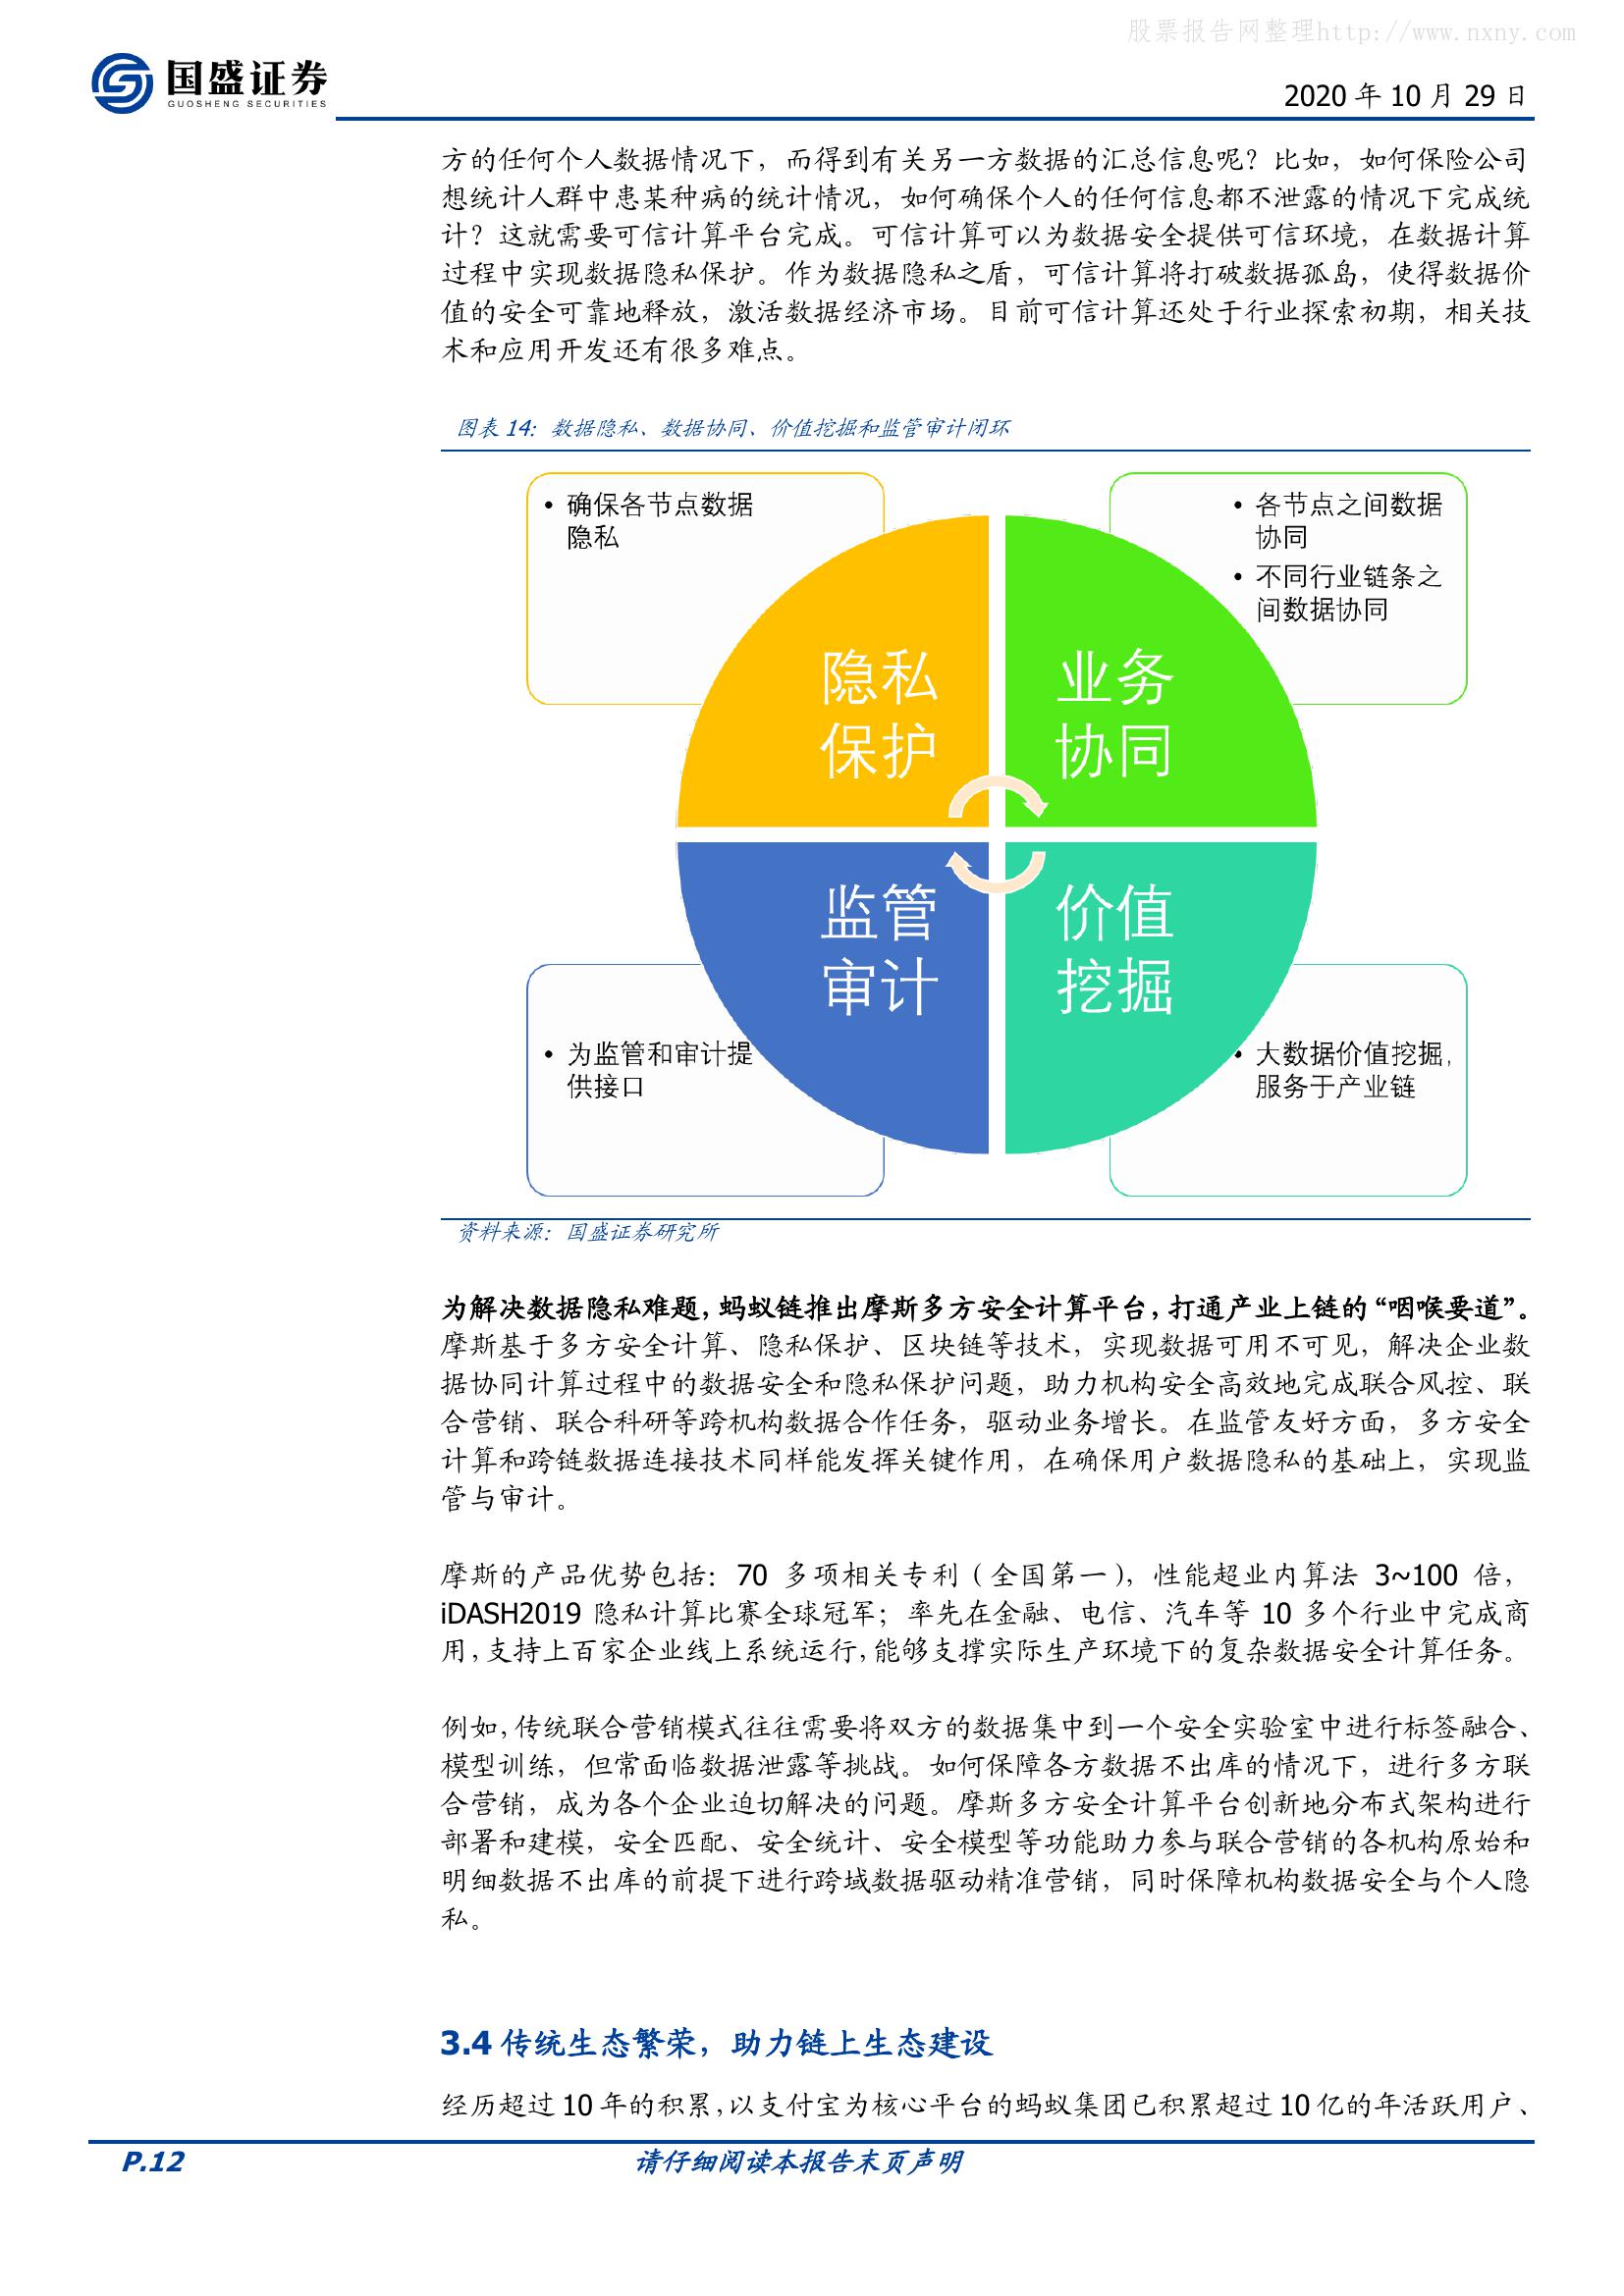 股票报告网整理http://www.nxny.com
国盛证券
GUOSHENG SECURITIES
2020 年 10 月 29 日
方的任何个人数据情况下，而得到有关另一方数据的汇总信息呢？比如，如何保险公司
想统计人群中患某种病的统计情况，如何确保个人的任何信息都不泄露的情况下完成统
计？这就需要可信计算平台完成。可信计算可以为数据安全提供可信环境，在数据计算
过程中实现数据隐私保护。作为数据隐私之盾，可信计算将打破数据孤岛，使得数据价
值的安全可靠地释放，激活数据经济市场。目前可信计算还处于行业探索初期，相关技
术和应用开发还有很多难点。
图表 14：数据隐私、数据协同、价值挖掘和监管审计闭环
• 确保各节点数据
隐私
• 各节点之间数据
协同
• 不同行业链条之
间数据协同
隐私
保护
业务
协同
监管
审计
价值
挖掘
• 为监管和审计提
供接口
• 大数据价值挖掘，
服务于产业链
资料来源：国盛证券研究所
为解决数据隐私难题，蚂蚁链推出摩斯多方安全计算平台，打通产业上链的“咽喉要道”。
摩斯基于多方安全计算、隐私保护、区块链等技术，实现数据可用不可见，解决企业数
据协同计算过程中的数据安全和隐私保护问题，助力机构安全高效地完成联合风控、联
合营销、联合科研等跨机构数据合作任务，驱动业务增长。在监管友好方面，多方安全
计算和跨链数据连接技术同样能发挥关键作用，在确保用户数据隐私的基础上，实现监
管与审计。
摩斯的产品优势包括：70 多项相关专利（全国第一），性能超业内算法 3~100 倍，
iDASH2019 隐私计算比赛全球冠军；率先在金融、电信、汽车等 10 多个行业中完成商
用，支持上百家企业线上系统运行，能够支撑实际生产环境下的复杂数据安全计算任务。
例如，传统联合营销模式往往需要将双方的数据集中到一个安全实验室中进行标签融合、
模型训练，但常面临数据泄露等挑战。如何保障各方数据不出库的情况下，进行多方联
合营销，成为各个企业迫切解决的问题。摩斯多方安全计算平台创新地分布式架构进行
部署和建模，安全匹配、安全统计、安全模型等功能助力参与联合营销的各机构原始和
明细数据不出库的前提下进行跨域数据驱动精准营销，同时保障机构数据安全与个人隐
私。
3.4 传统生态繁荣，助力链上生态建设
经历超过 10 年的积累，以支付宝为核心平台的蚂蚁集团已积累超过 10 亿的年活跃用户、
P.12
请仔细阅读本报告末页声明